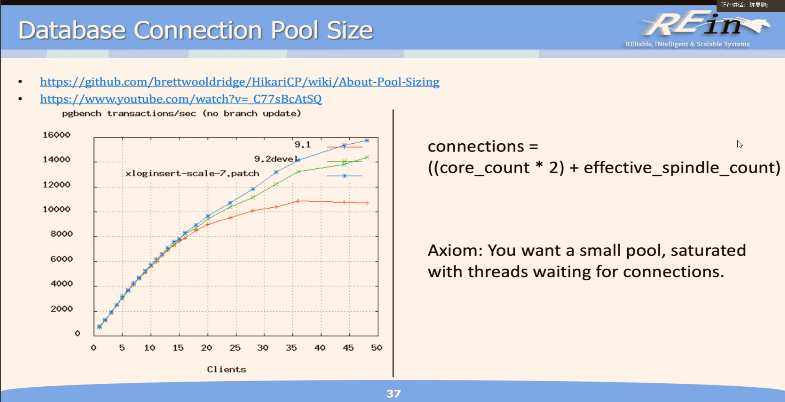 Database Connection Pool Size
REin
REliable, INtelligent & Scalable Systems
• https://github.com/brettwooldridge/HikariCP/wiki/About-Pool-Sizing
• https://www.youtube.com/watch?v=_C77sBcAtSQ
pgbench transactions/sec (no branch update)
16000
14000
12000
10000
8000
6000
4000
2000
0
9.1
9.2devel
xloginsert-scale-7.patch
0 5 10 15 20 25 30 35 40 45 50
Clients
connections =
((core_count * 2) + effective_spindle_count)
Axiom: You want a small pool, saturated
with threads waiting for connections.
37